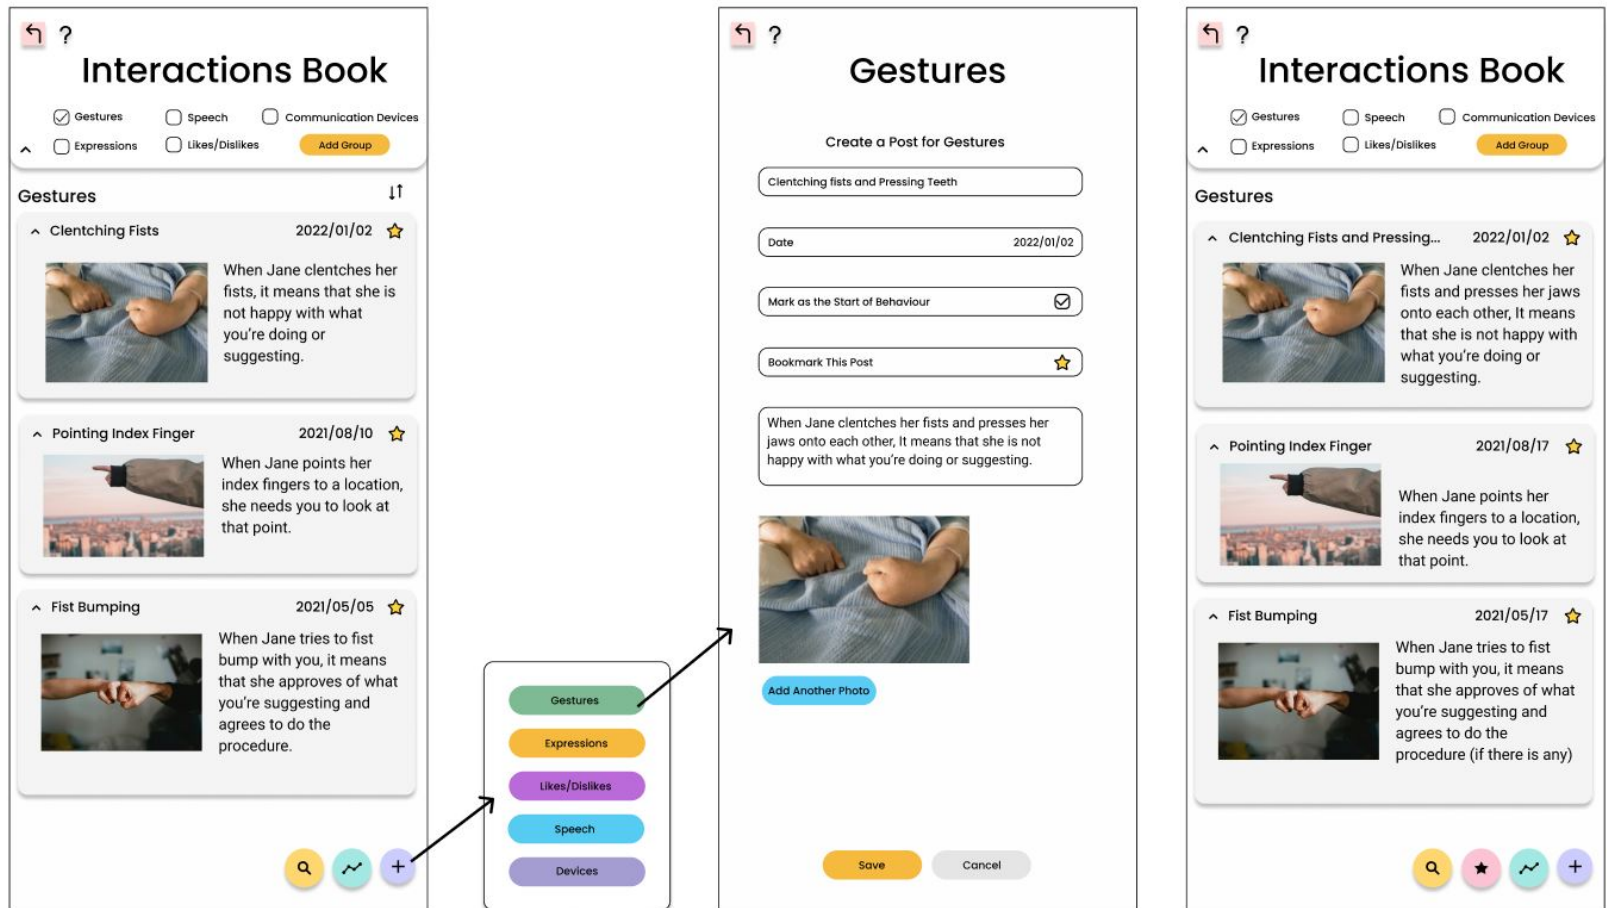 ?
Interactions Book
Gestures Speech Communication Devices
Expressions Likes/Dislikes Add Group
Gestures
Clentching Fists 2022/01/02
When Jane clentches her
fists, it means that she is
not happy with what
you're doing or
suggesting.
Pointing Index Finger 2021/08/10
When Jane points her
index fingers to a location,
she needs you to look at
that point.
Fist Bumping 2021/05/05
When Jane tries to fist
bump with you, it means
that she approves of what
you're suggesting and
agrees to do the
procedure.
Gestures
Expressions
Likes/Dislikes
Speech
Devices
?
Gestures
Create a Post for Gestures
Clentching fists and Pressing Teeth
Date 2022/01/02
Mark as the Start of Behaviour
Bookmark This Post
When Jane clentches her fists and presses her
jaws onto each other, It means that she is not
happy with what you're doing or suggesting.
Add Another Photo
Save Cancel
?
Interactions Book
Gestures Speech Communication Devices
Expressions Likes/Dislikes Add Group
Gestures
Clentching Fists and Pressing... 2022/01/02
When Jane clentches her
fists and presses her jaws
onto each other, It means
that she is not happy with
what you're doing or
suggesting.
Pointing Index Finger 2021/08/17
When Jane points her
index fingers to a location,
she needs you to look at
that point.
Fist Bumping 2021/05/17
When Jane tries to fist
bump with you, it means
that she approves of what
you're suggesting and
agrees to do the
procedure (if there is any)